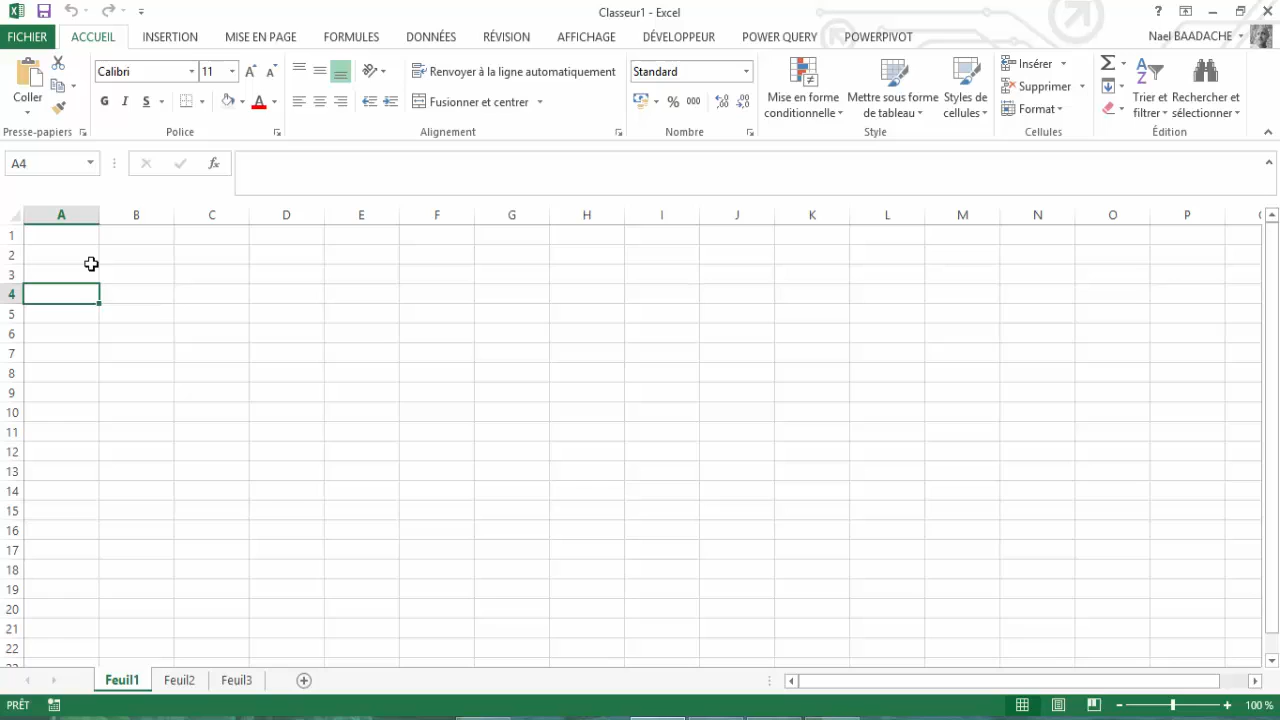 Classeur1 - Excel
?
FICHIER ACCUEIL INSERTION MISE EN PAGE FORMULES DONNÉES RÉVISION AFFICHAGE DÉVELOPPEUR POWER QUERY POWERPIVOT Nael BAADACHE
Coller
Calibri 11
G I S A
Renvoyer à la ligne automatiquement
Fusionner et centrer
Standard
% 000
Mise en forme
conditionnelle
Mettre sous forme
de tableau
Styles de
cellules
Insérer
Supprimer
Format
Trier et
filtrer
Rechercher et
sélectionner
Presse-papiers Police Alignement Nombre Style Cellules Édition
A4 fx
A B C D E F G H I J K L M N O P
1
2
3
4
5
6
7
8
9
10
11
12
13
14
15
16
17
18
19
20
21
22
Feuil1 Feuil2 Feuil3
PRÊT 100 %